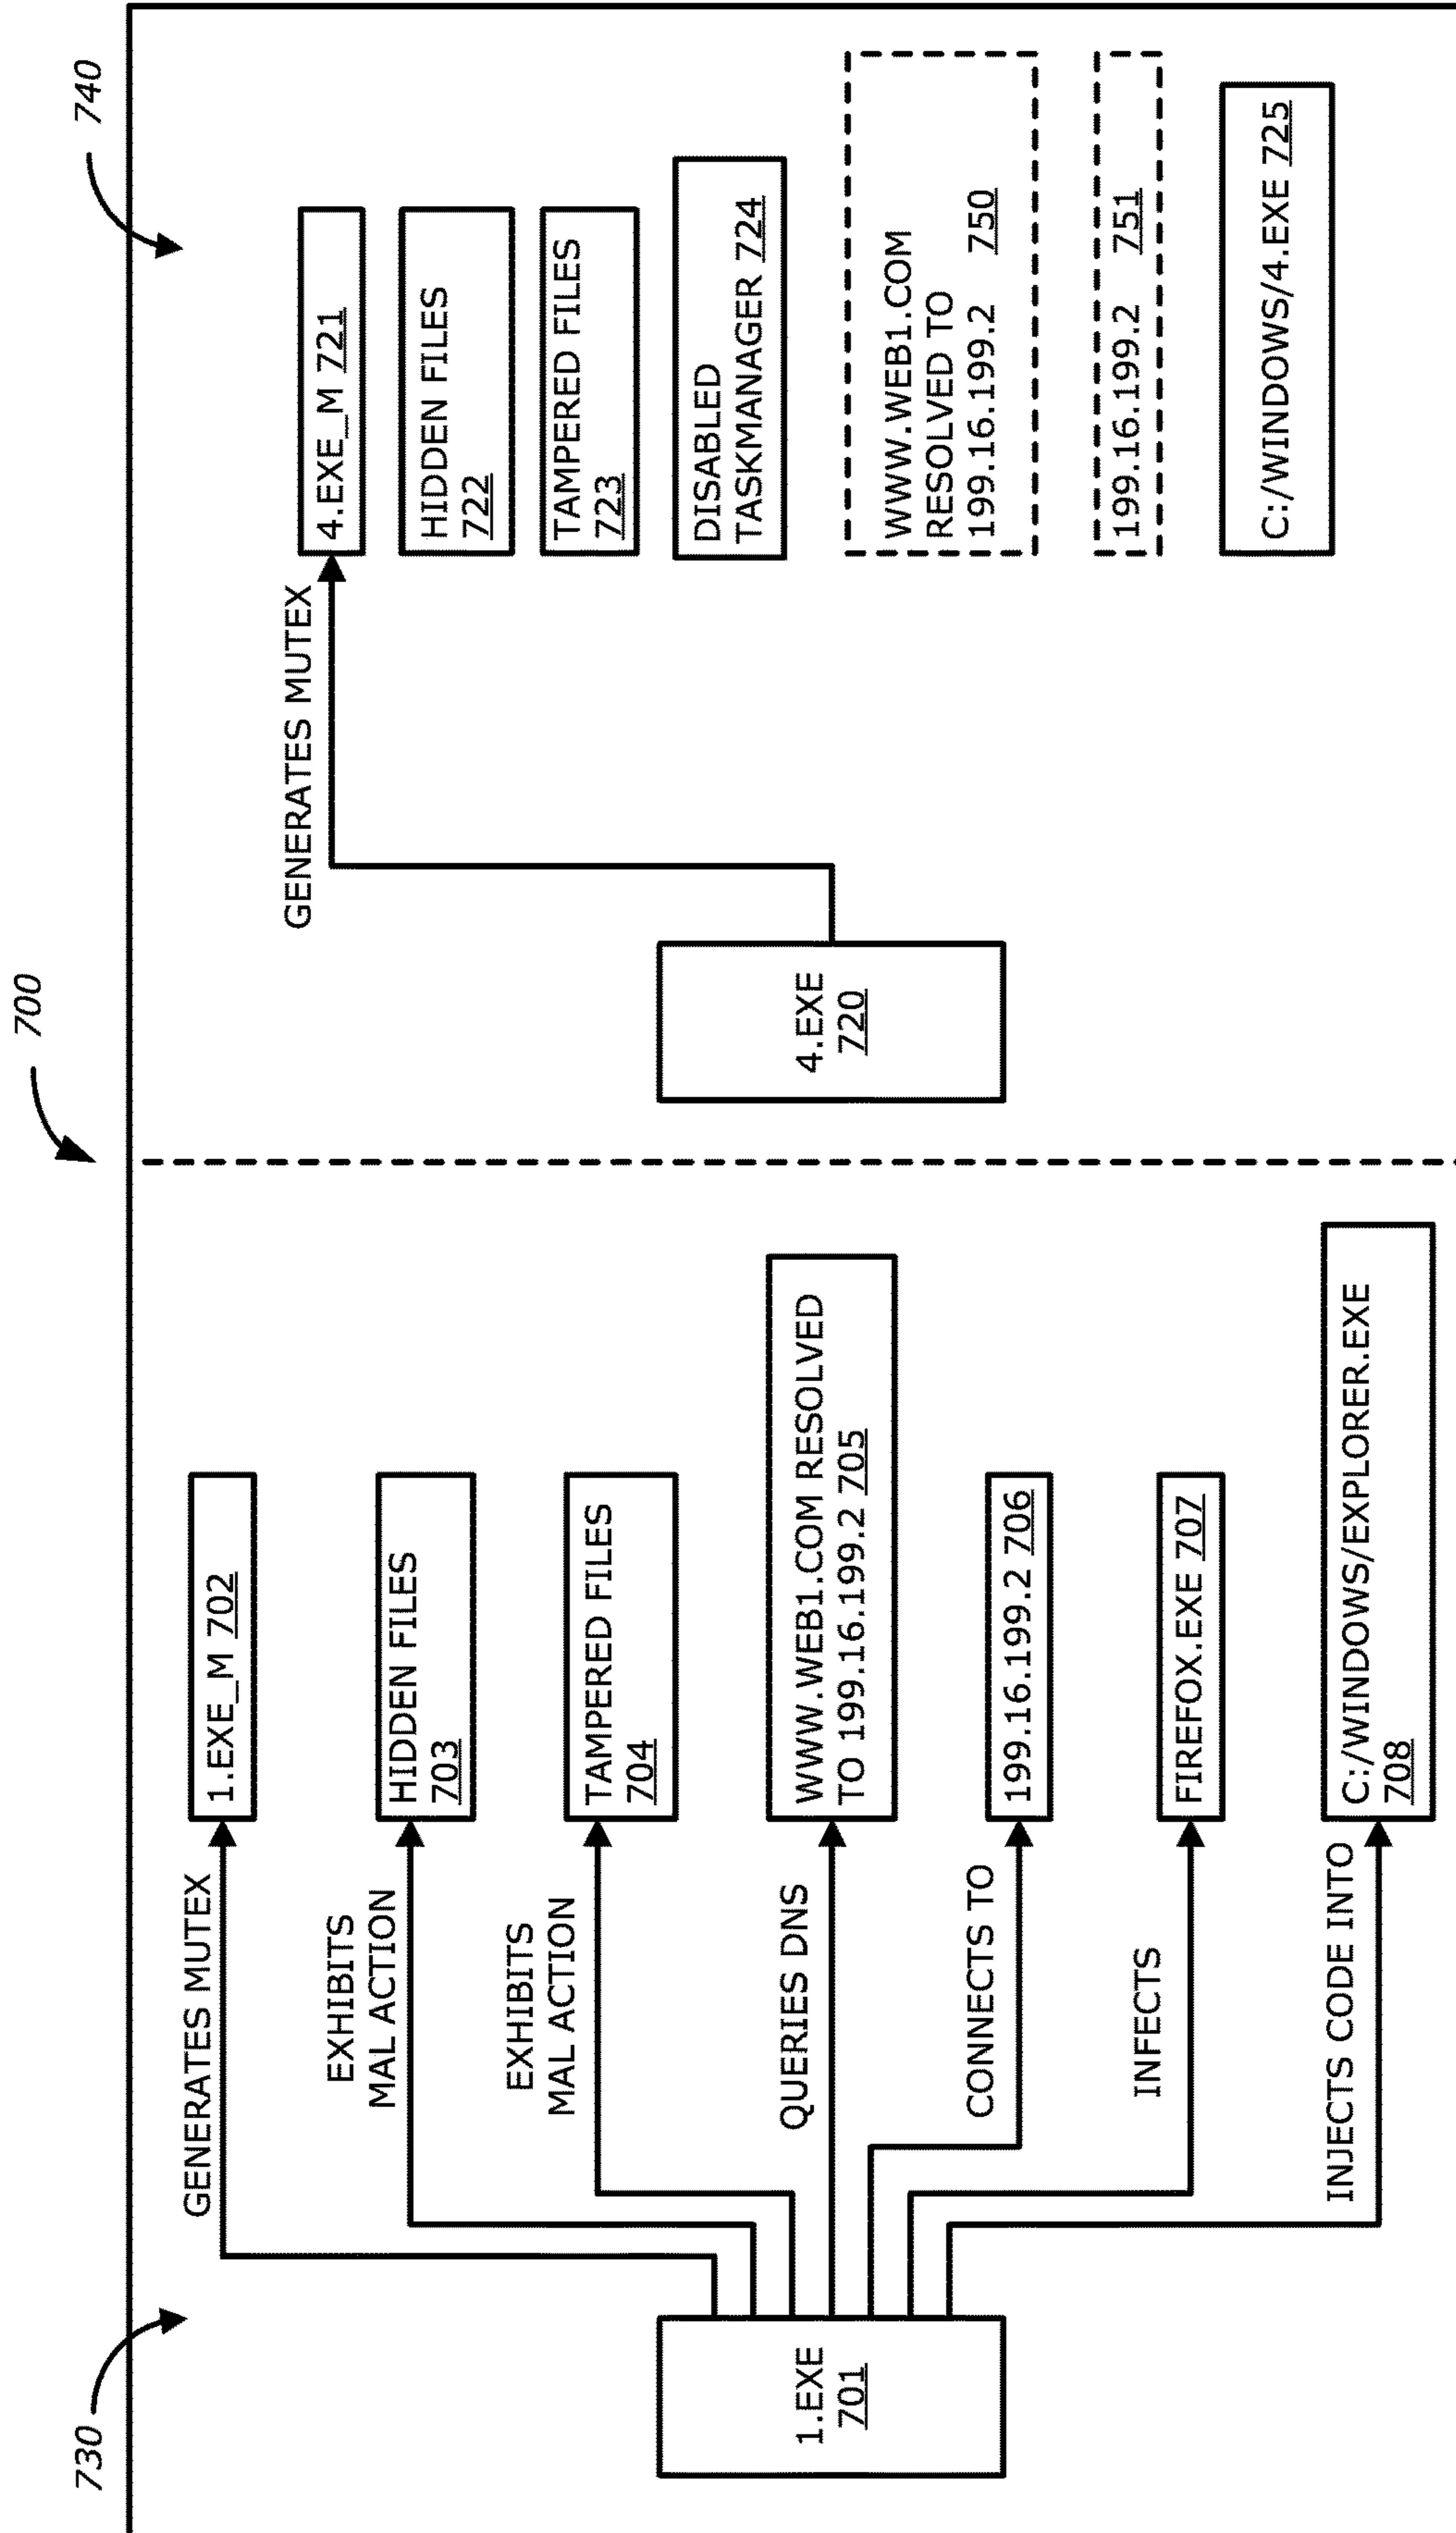 700
730
1.EXE
701
GENERATES MUTEX
1.EXE_M 702
EXHIBITS
MAL ACTION
HIDDEN FILES
703
EXHIBITS
MAL ACTION
TAMPERED FILES
704
QUERIES DNS
WWW.WEB1.COM RESOLVED
TO 199.16.199.2 705
CONNECTS TO
199.16.199.2 706
INFECTS
FIREFOX.EXE 707
INJECTS CODE INTO
C:/WINDOWS/EXPLORER.EXE
708
740
4.EXE
720
GENERATES MUTEX
4.EXE_M 721
HIDDEN FILES
722
TAMPERED FILES
723
DISABLED
TASKMANAGER 724
WWW.WEB1.COM
RESOLVED TO
199.16.199.2 750
199.16.199.2 751
C:/WINDOWS/4.EXE 725